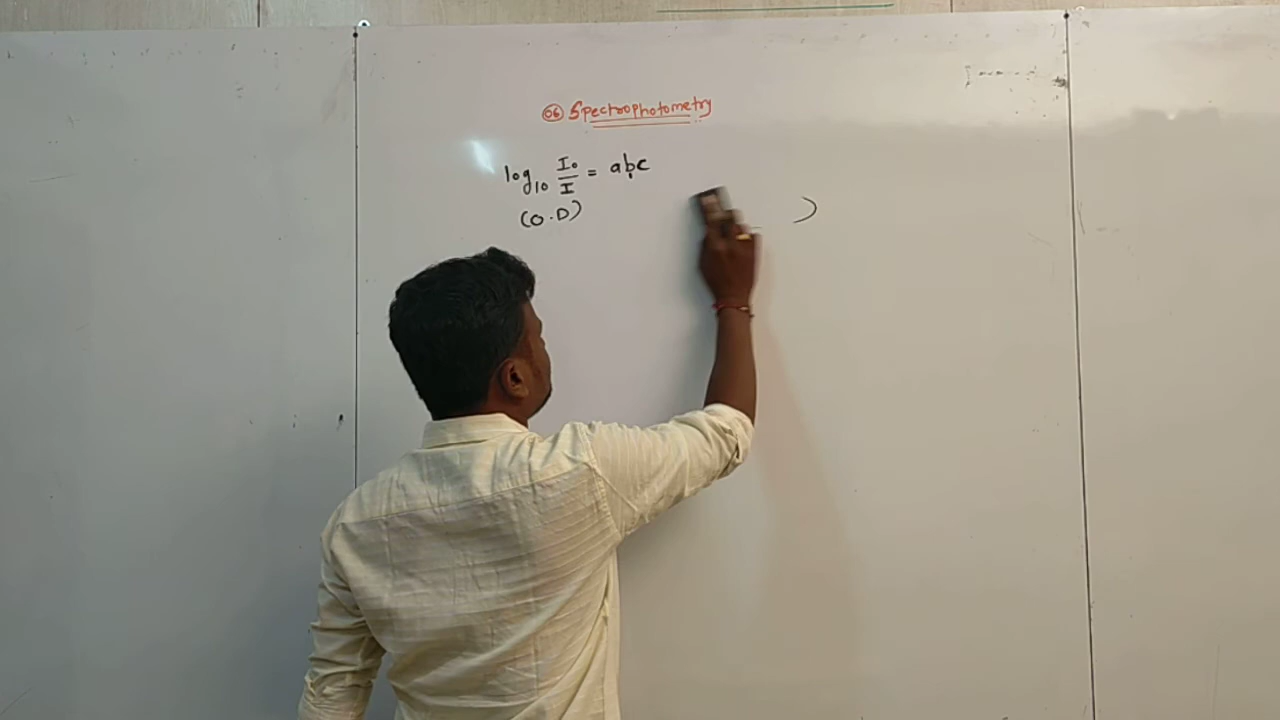 06 Spectrophotometry
log10 I0/I = abc
(O.D)
)